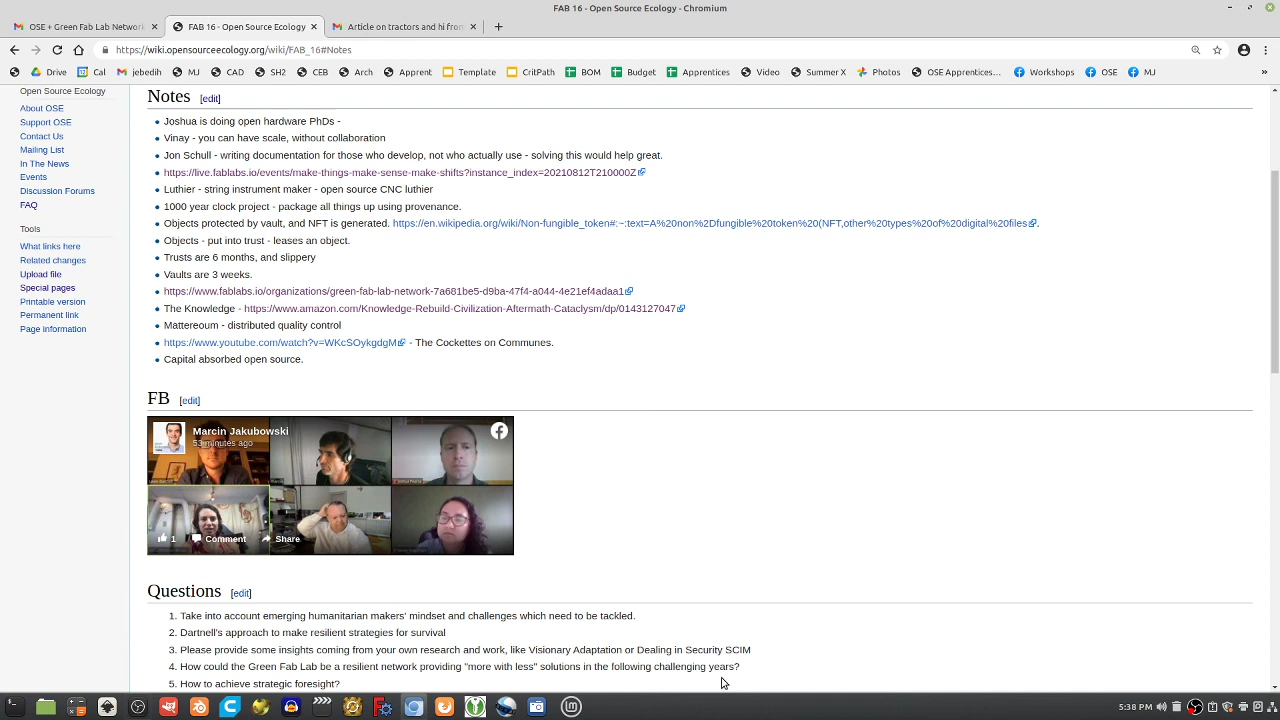 FAB 16 - Open Source Ecology - Chromium
OSE + Green Fab Lab Network
FAB 16 - Open Source Ecology
Article on tractors and hi fro
https://wiki.opensourceecology.org/wiki/FAB_16#Notes
Drive Cal jebedih MJ CAD SH2 CEB Arch Apprent Template CritPath BOM Budget Apprentices Video Summer X Photos OSE Apprentices… Workshops OSE MJ »
Open Source Ecology
About OSE
Support OSE
Contact Us
Mailing List
In The News
Events
Discussion Forums
FAQ
Tools
What links here
Related changes
Upload file
Special pages
Printable version
Permanent link
Page information
Notes [edit]
Joshua is doing open hardware PhDs -
Vinay - you can have scale, without collaboration
Jon Schull - writing documentation for those who develop, not who actually use - solving this would help great.
https://live.fablabs.io/events/make-things-make-sense-make-shifts?instance_index=20210812T210000Z
Luthier - string instrument maker - open source CNC luthier
1000 year clock project - package all things up using provenance.
Objects protected by vault, and NFT is generated. https://en.wikipedia.org/wiki/Non-fungible_token#:~:text=A%20non%2Dfungible%20token%20(NFT,other%20types%20of%20digital%20files.
Objects - put into trust - leases an object.
Trusts are 6 months, and slippery
Vaults are 3 weeks.
https://www.fablabs.io/organizations/green-fab-lab-network-7a681be5-d9ba-47f4-a044-4e21ef4adaa1
The Knowledge - https://www.amazon.com/Knowledge-Rebuild-Civilization-Aftermath-Cataclysm/dp/0143127047
Mattereoum - distributed quality control
https://www.youtube.com/watch?v=WKcSOykgdgM - The Cockettes on Communes.
Capital absorbed open source.
FB [edit]
Marcin Jakubowski
53 minutes ago
1 Comment Share
Questions [edit]
1. Take into account emerging humanitarian makers' mindset and challenges which need to be tackled.
2. Dartnell's approach to make resilient strategies for survival
3. Please provide some insights coming from your own research and work, like Visionary Adaptation or Dealing in Security SCIM
4. How could the Green Fab Lab be a resilient network providing "more with less" solutions in the following challenging years?
5. How to achieve strategic foresight?
5:38 PM